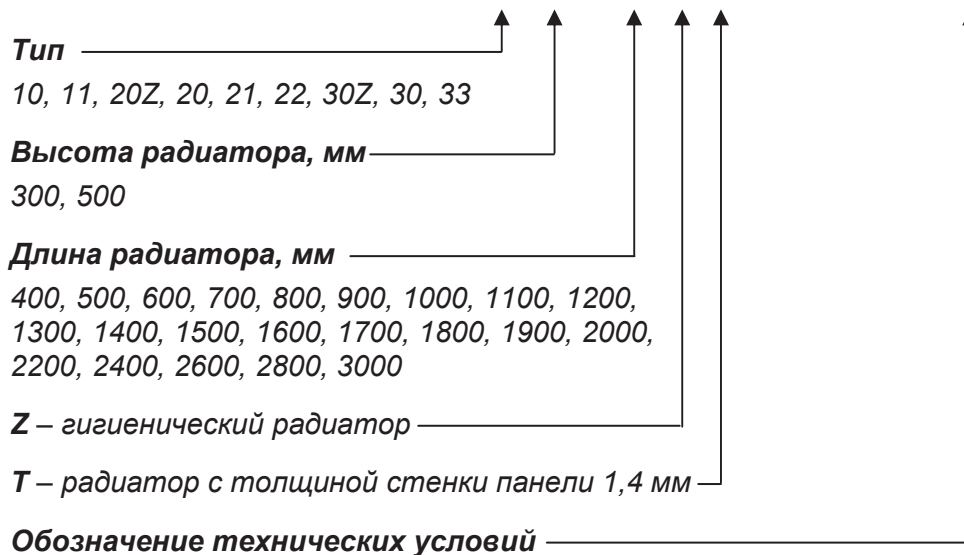 Тип
10, 11, 20Z, 20, 21, 22, 30Z, 30, 33
Высота радиатора, мм
300, 500
Длина радиатора, мм
400, 500, 600, 700, 800, 900, 1000, 1100, 1200,
1300, 1400, 1500, 1600, 1700, 1800, 1900, 2000,
2200, 2400, 2600, 2800, 3000
Z – гигиенический радиатор
Т – радиатор с толщиной стенки панели 1,4 мм
Обозначение технических условий